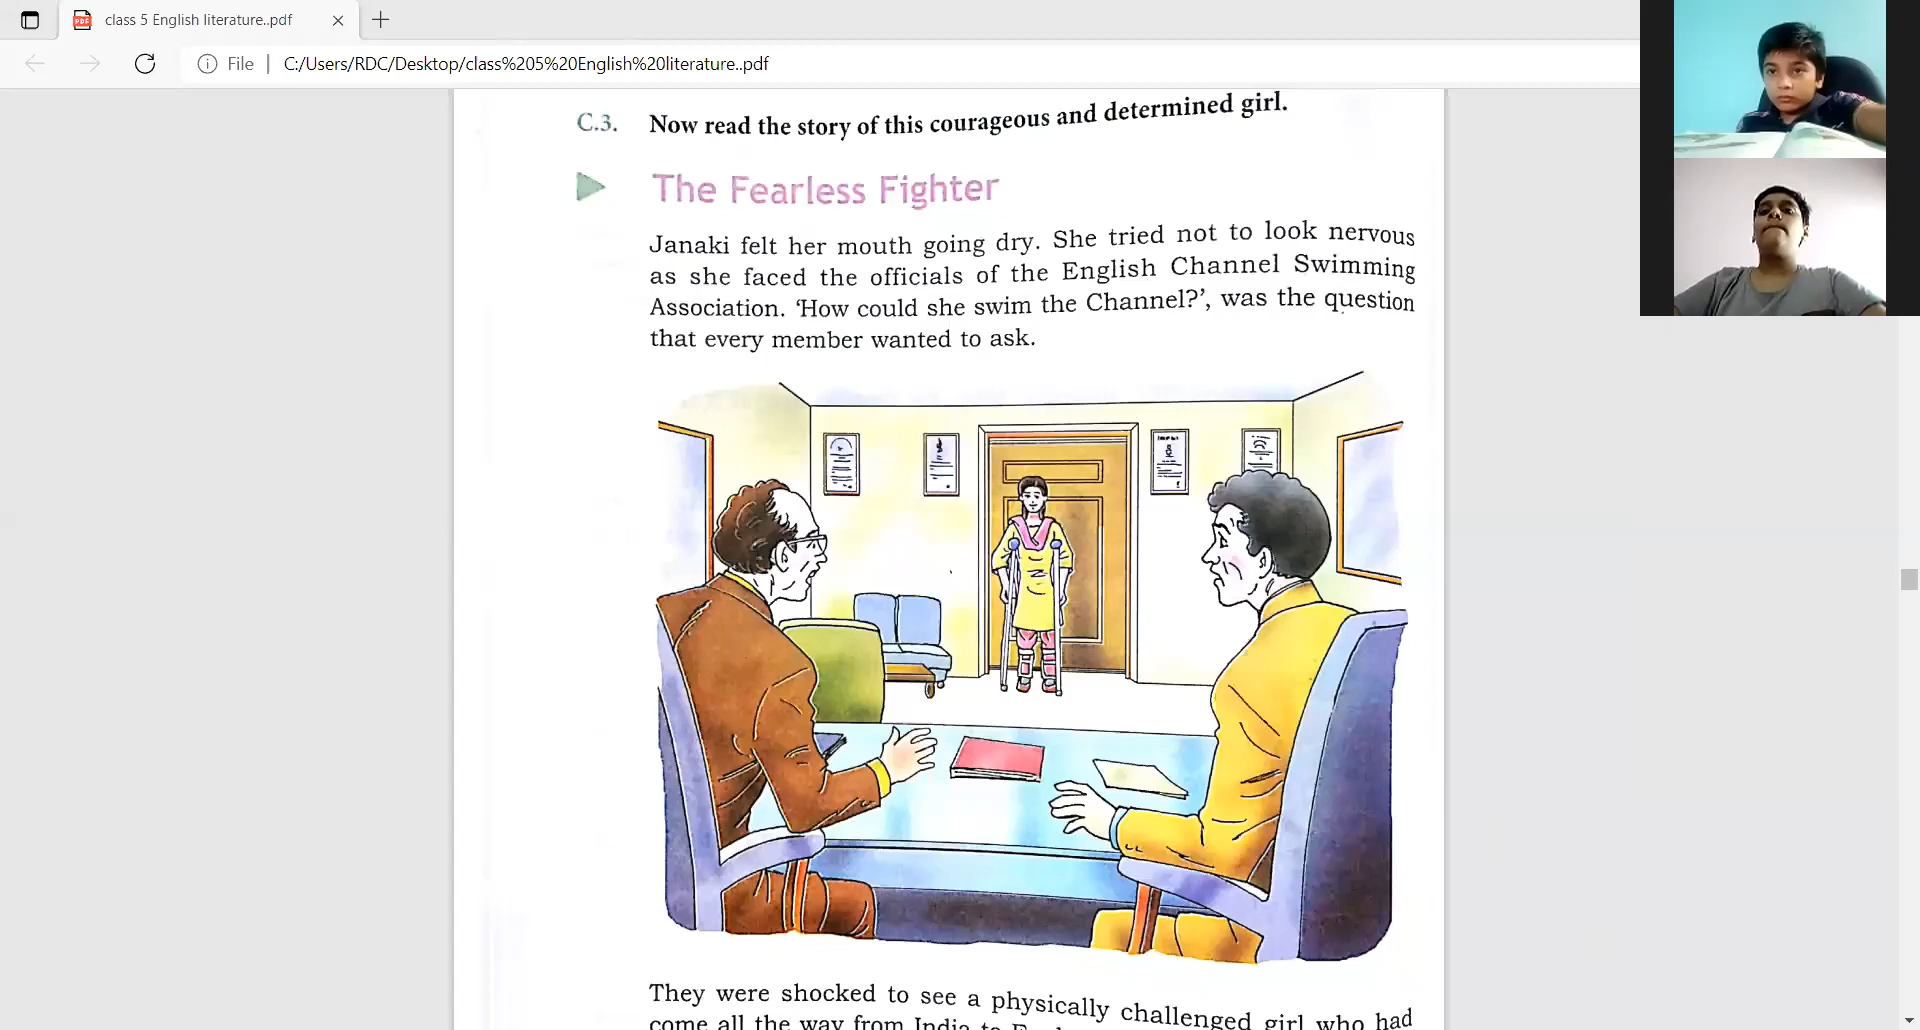 class 5 English literature..pdf
File | C:/Users/RDC/Desktop/class%205%20English%20literature..pdf
C.3. Now read the story of this courageous and determined girl.
The Fearless Fighter
Janaki felt her mouth going dry. She tried not to look nervous
as she faced the officials of the English Channel Swimming
Association. ‘How could she swim the Channel?’, was the question
that every member wanted to ask.
They were shocked to see a physically challenged girl who had
come all the way from India to